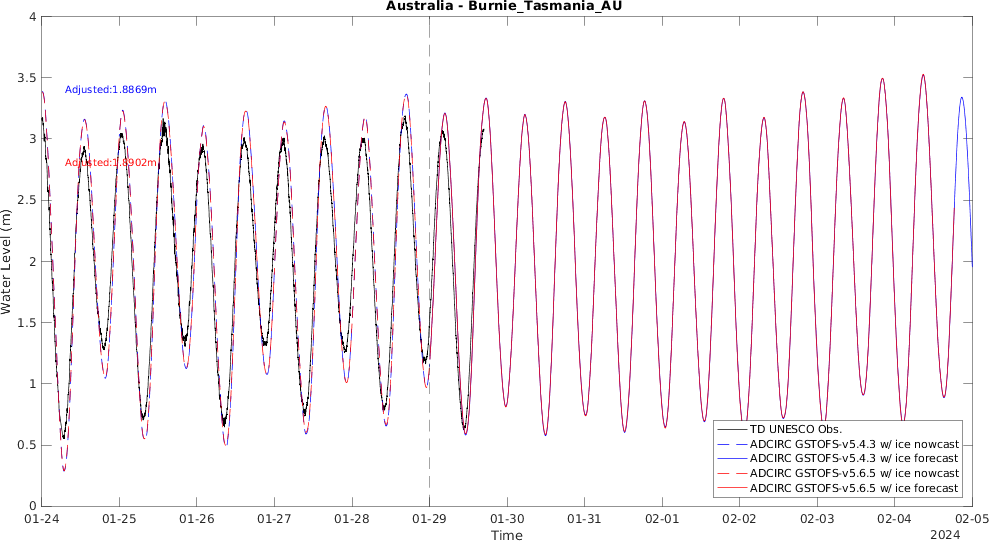 Australia - Burnie_Tasmania_AU
4
3.5
3
2.5
2
1.5
1
0.5
0
Water Level (m)
Adjusted:1.8869m
Adjusted:1.8902m
TD UNESCO Obs.
ADCIRC GSTOFS-v5.4.3 w/ ice nowcast
ADCIRC GSTOFS-v5.4.3 w/ ice forecast
ADCIRC GSTOFS-v5.6.5 w/ ice nowcast
ADCIRC GSTOFS-v5.6.5 w/ ice forecast
01-24 01-25 01-26 01-27 01-28 01-29 01-30 01-31 02-01 02-02 02-03 02-04 02-05
Time
2024